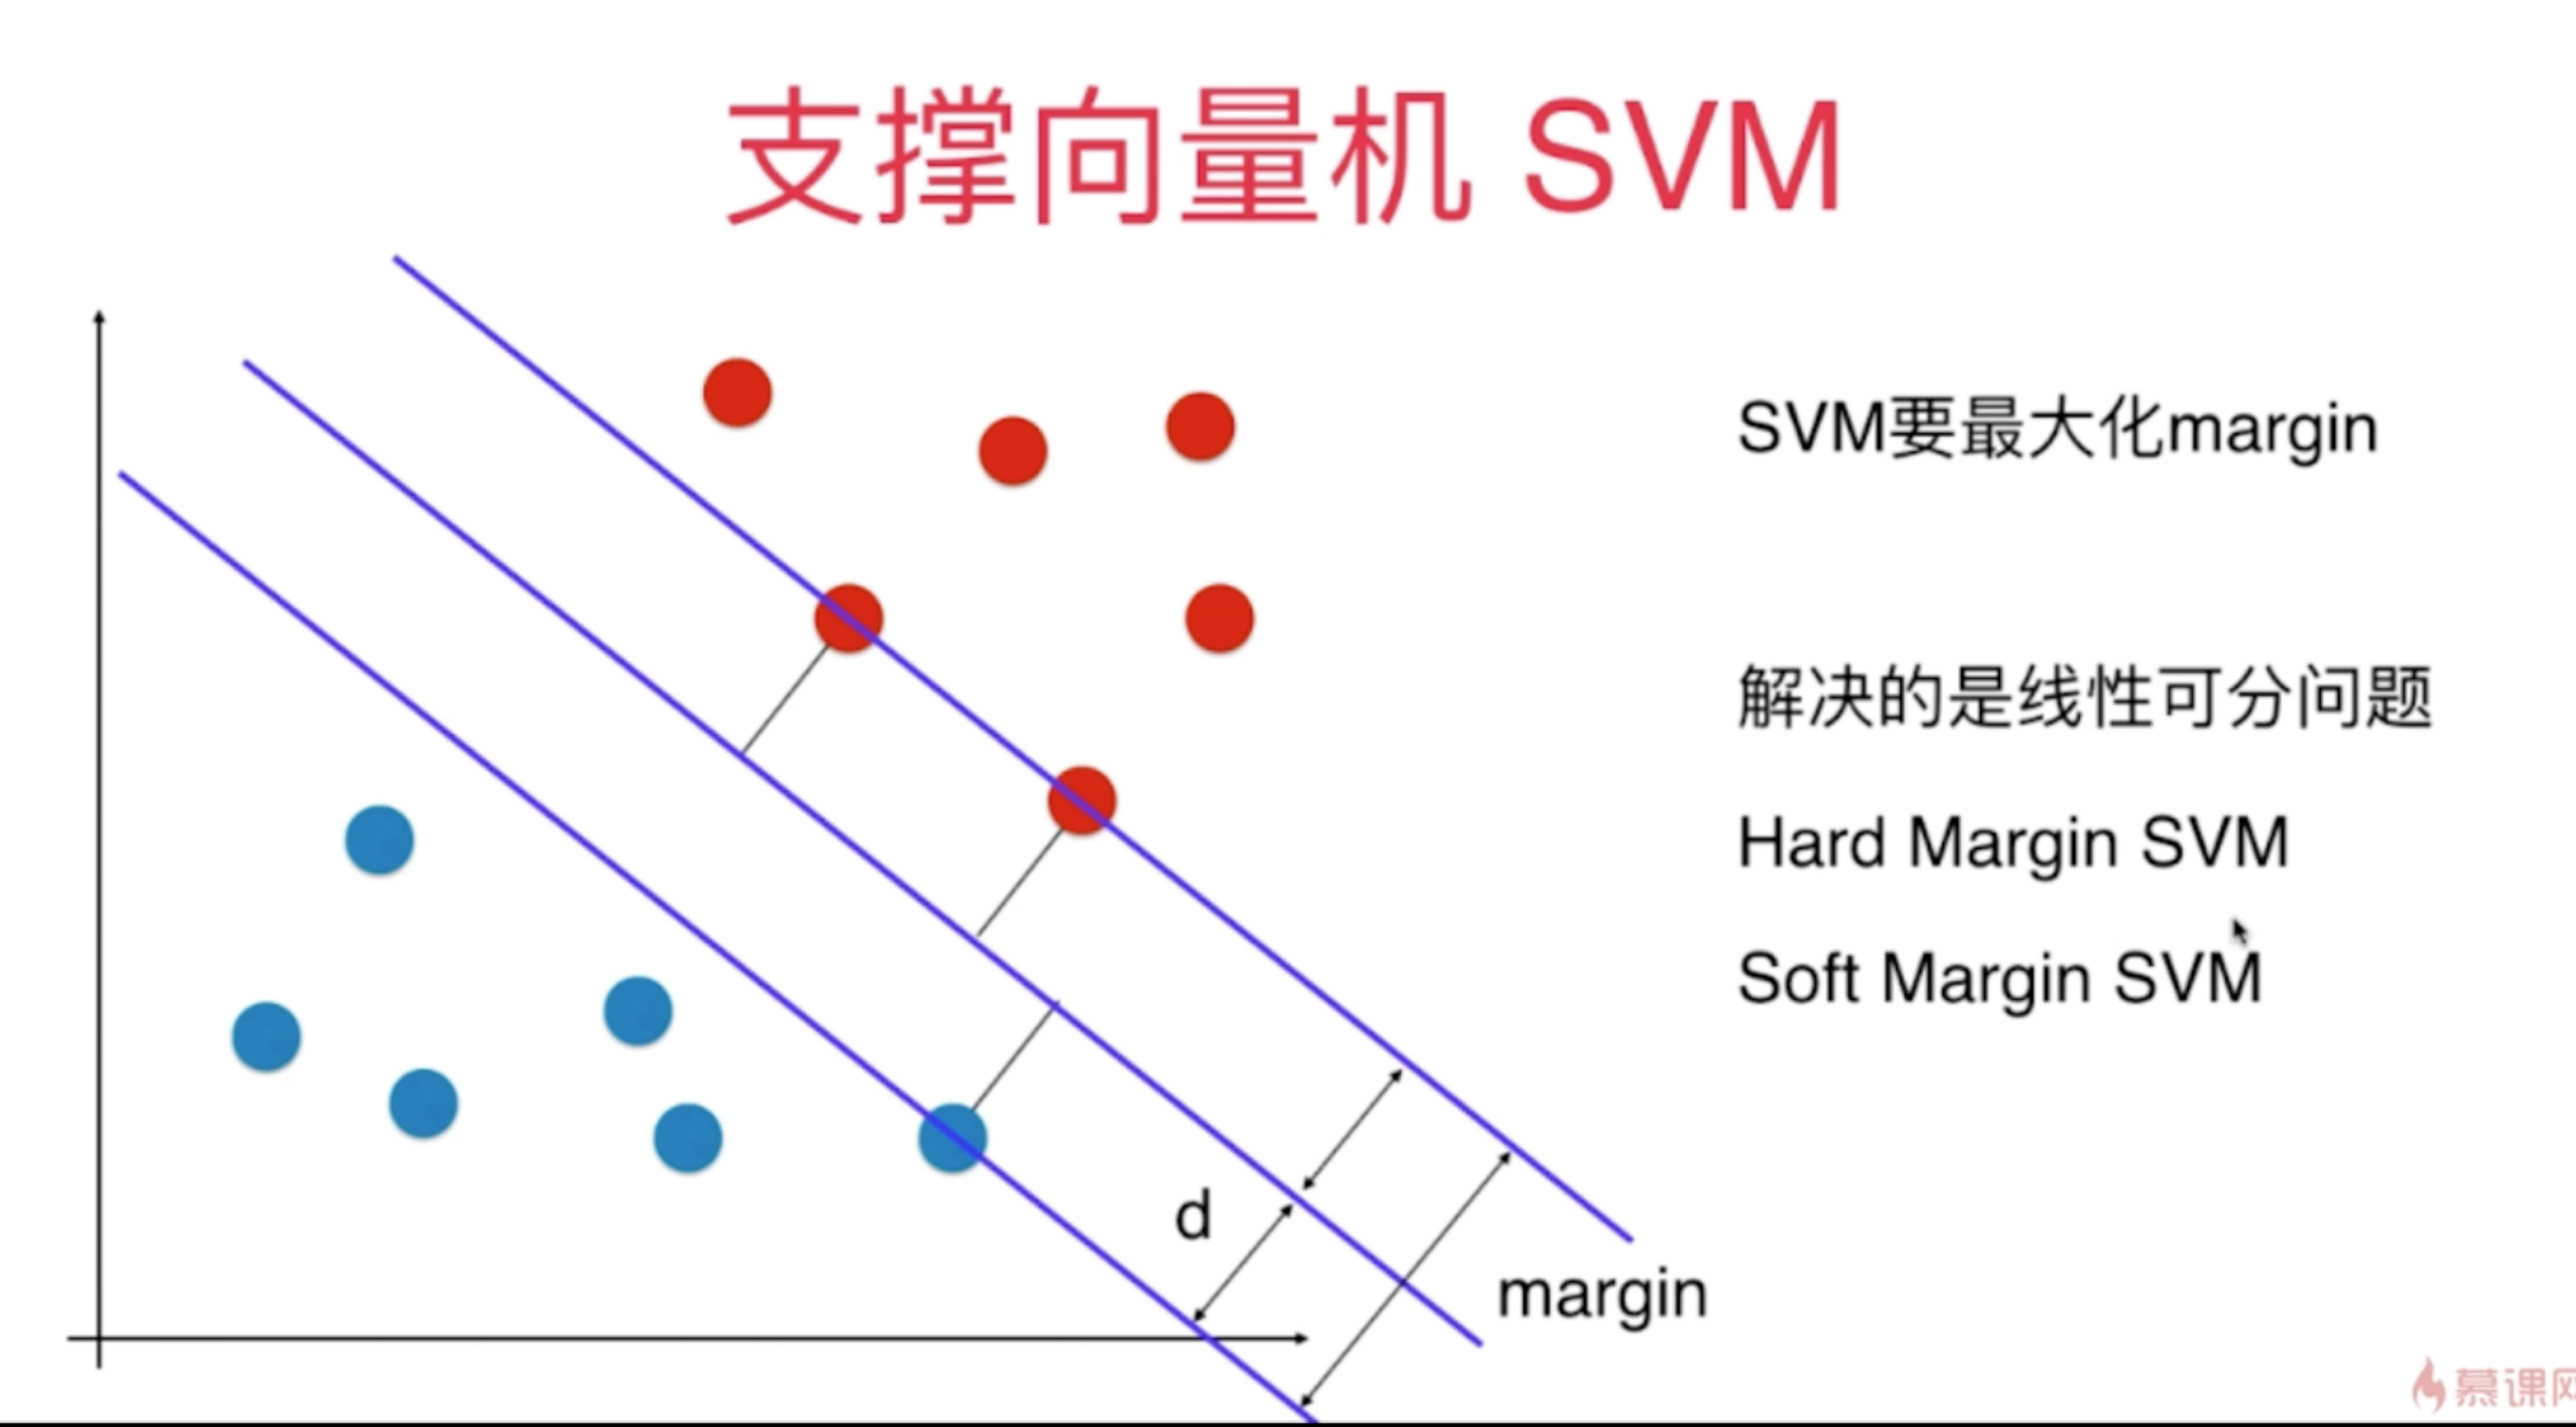 支撑向量机 SVM
SVM要最大化margin
解决的是线性可分问题
Hard Margin SVM
Soft Margin SVM
d
margin
慕课网